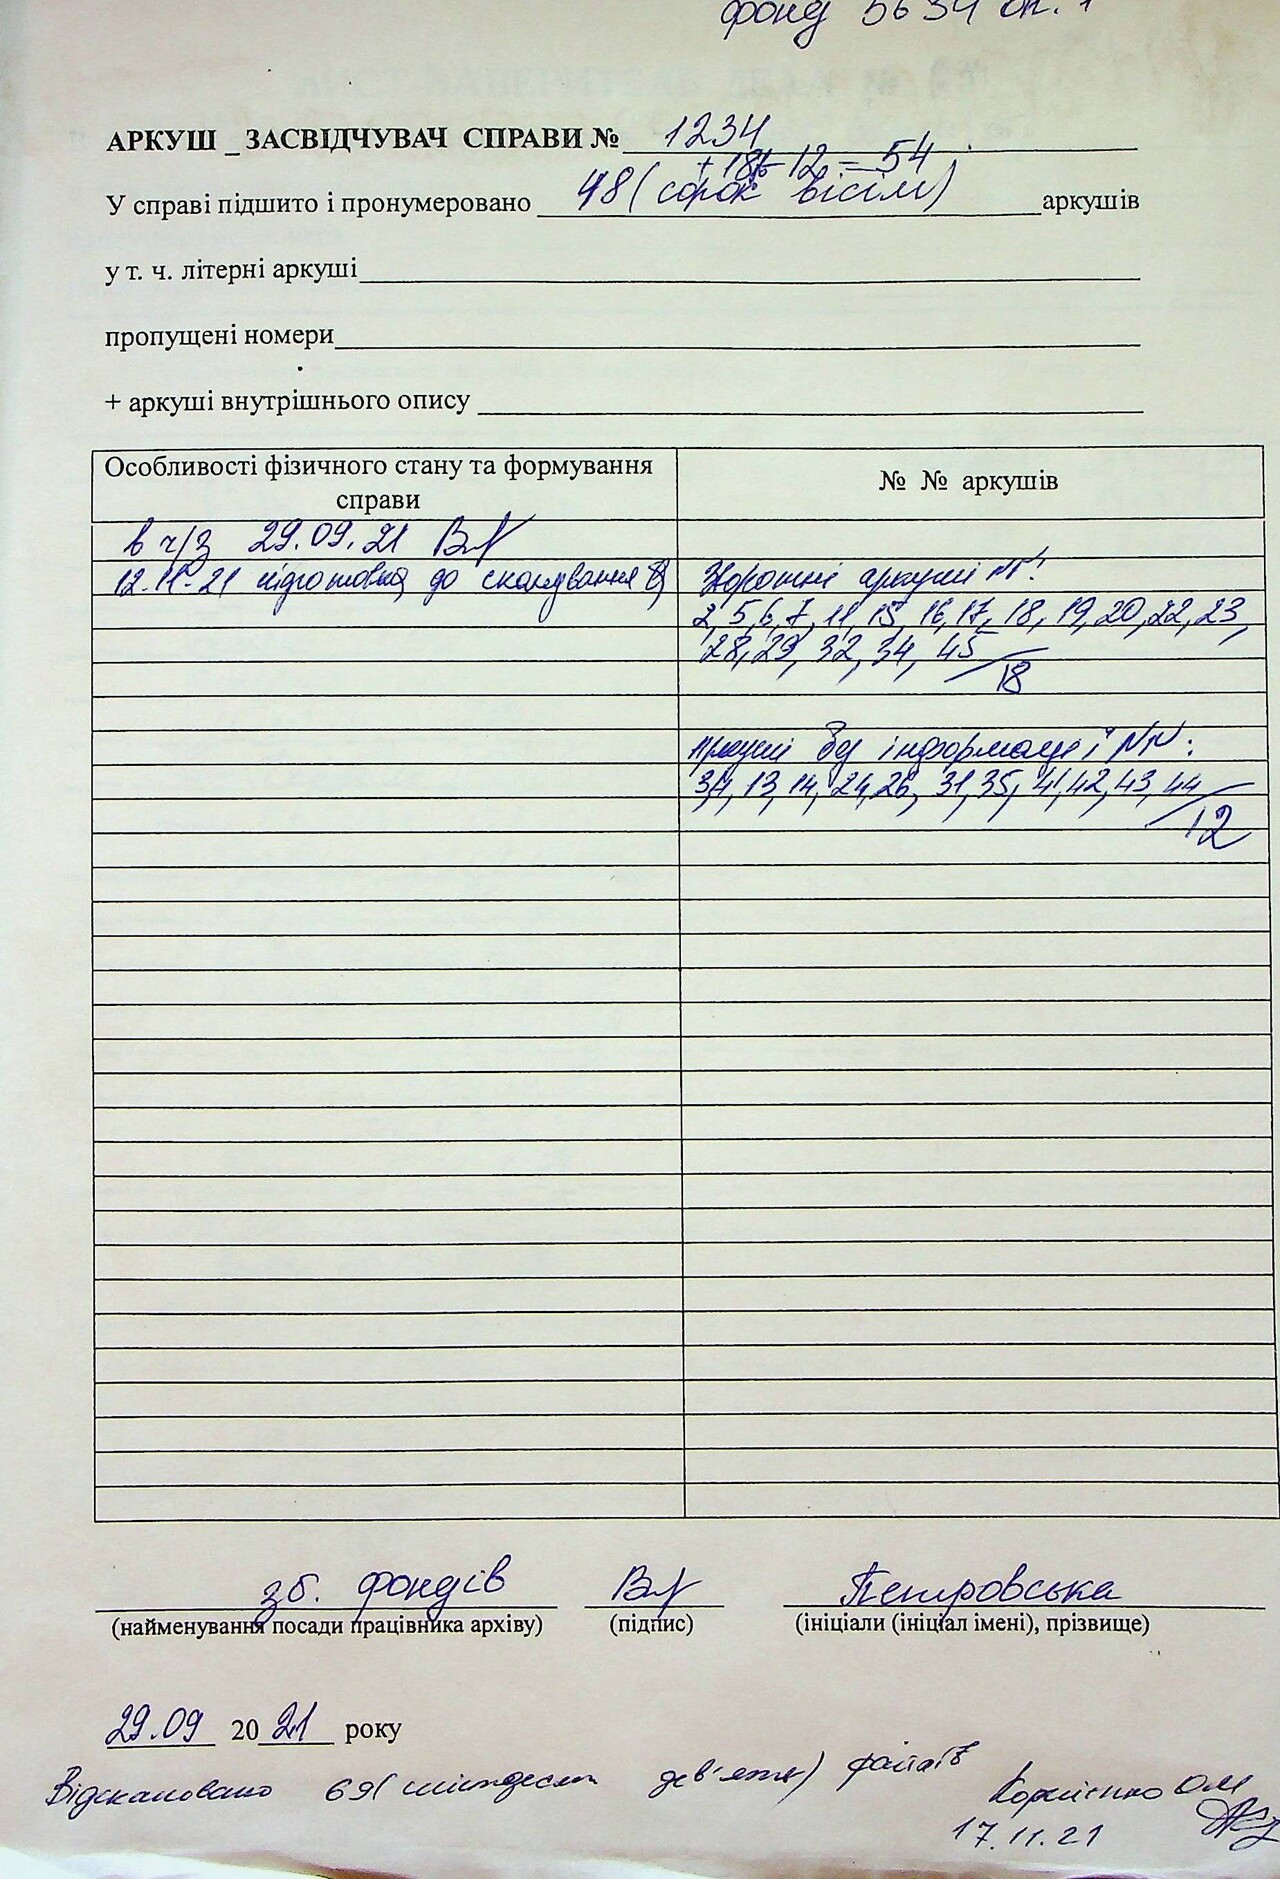 фонд 5634 оп. 1
АРКУШ _ ЗАСВІДЧУВАЧ СПРАВИ № 1234
+ 18 - 12 = 54
У справі підшито і пронумеровано 48 (сорок вісім) аркушів
у т. ч. літерні аркуші
пропущені номери
+ аркуші внутрішнього опису
Особливості фізичного стану та формування справи
№ № аркушів
в ч/з 29.09.21
12.11.21 підготовка до сканування
Зворотні аркуші №:
2, 5, 6, 7, 11, 15, 16, 17, 18, 19, 20, 22, 23,
28, 29, 32, 34, 45
18
Аркуші без інформації №№:
3, 4, 13, 14, 24, 26, 31, 35, 41, 42, 43, 44
12
зб. фондів Петровська
(найменування посади працівника архіву) (підпис) (ініціали (ініціал імені), прізвище)
29.09 2021 року
Відскановано 69 (шістдесят дев'ять) файлів
Корнієнко ОМ
17.11.21